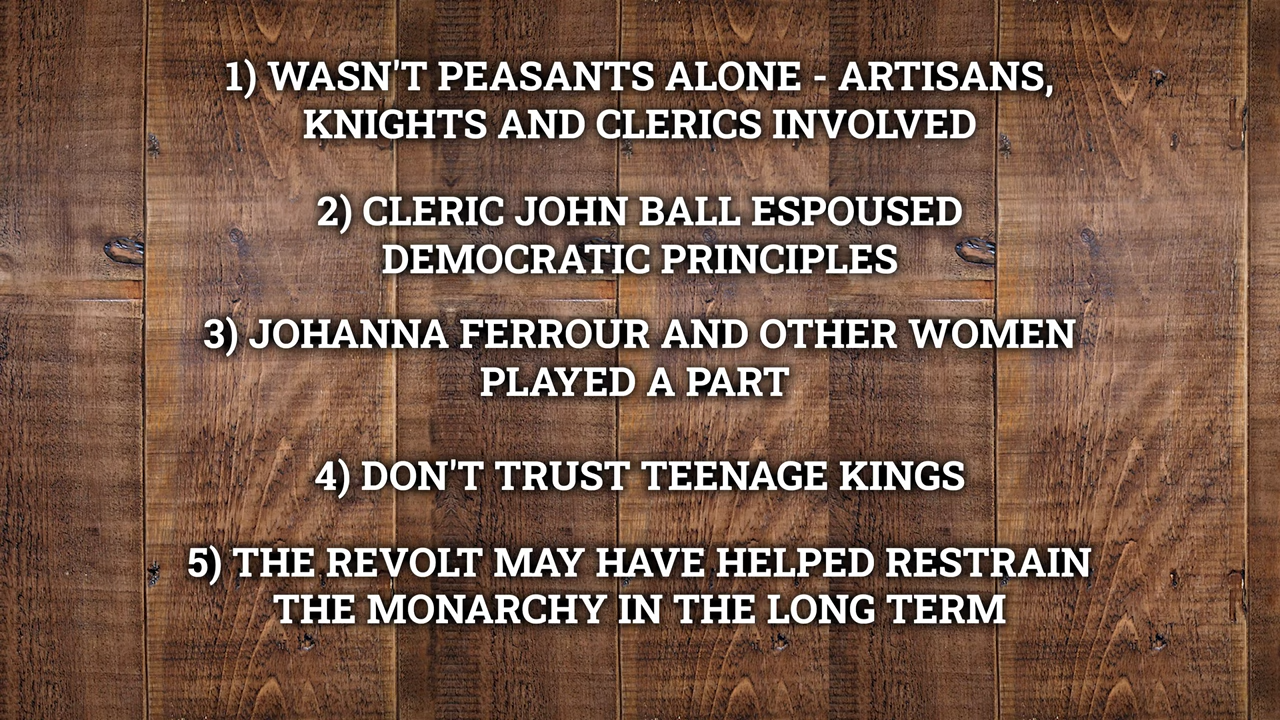 1) WASN'T PEASANTS ALONE - ARTISANS,
KNIGHTS AND CLERICS INVOLVED
2) CLERIC JOHN BALL ESPOUSED
DEMOCRATIC PRINCIPLES
3) JOHANNA FERROUR AND OTHER WOMEN
PLAYED A PART
4) DON'T TRUST TEENAGE KINGS
5) THE REVOLT MAY HAVE HELPED RESTRAIN
THE MONARCHY IN THE LONG TERM